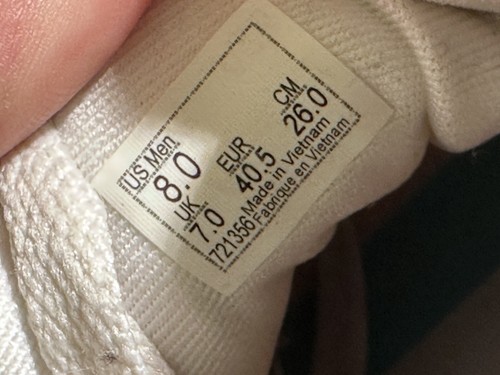 US Men
8.0
EUR
CM
UK
40.5
26.0
7.0
721356 Made in Vietnam
Fabrique en Vietnam